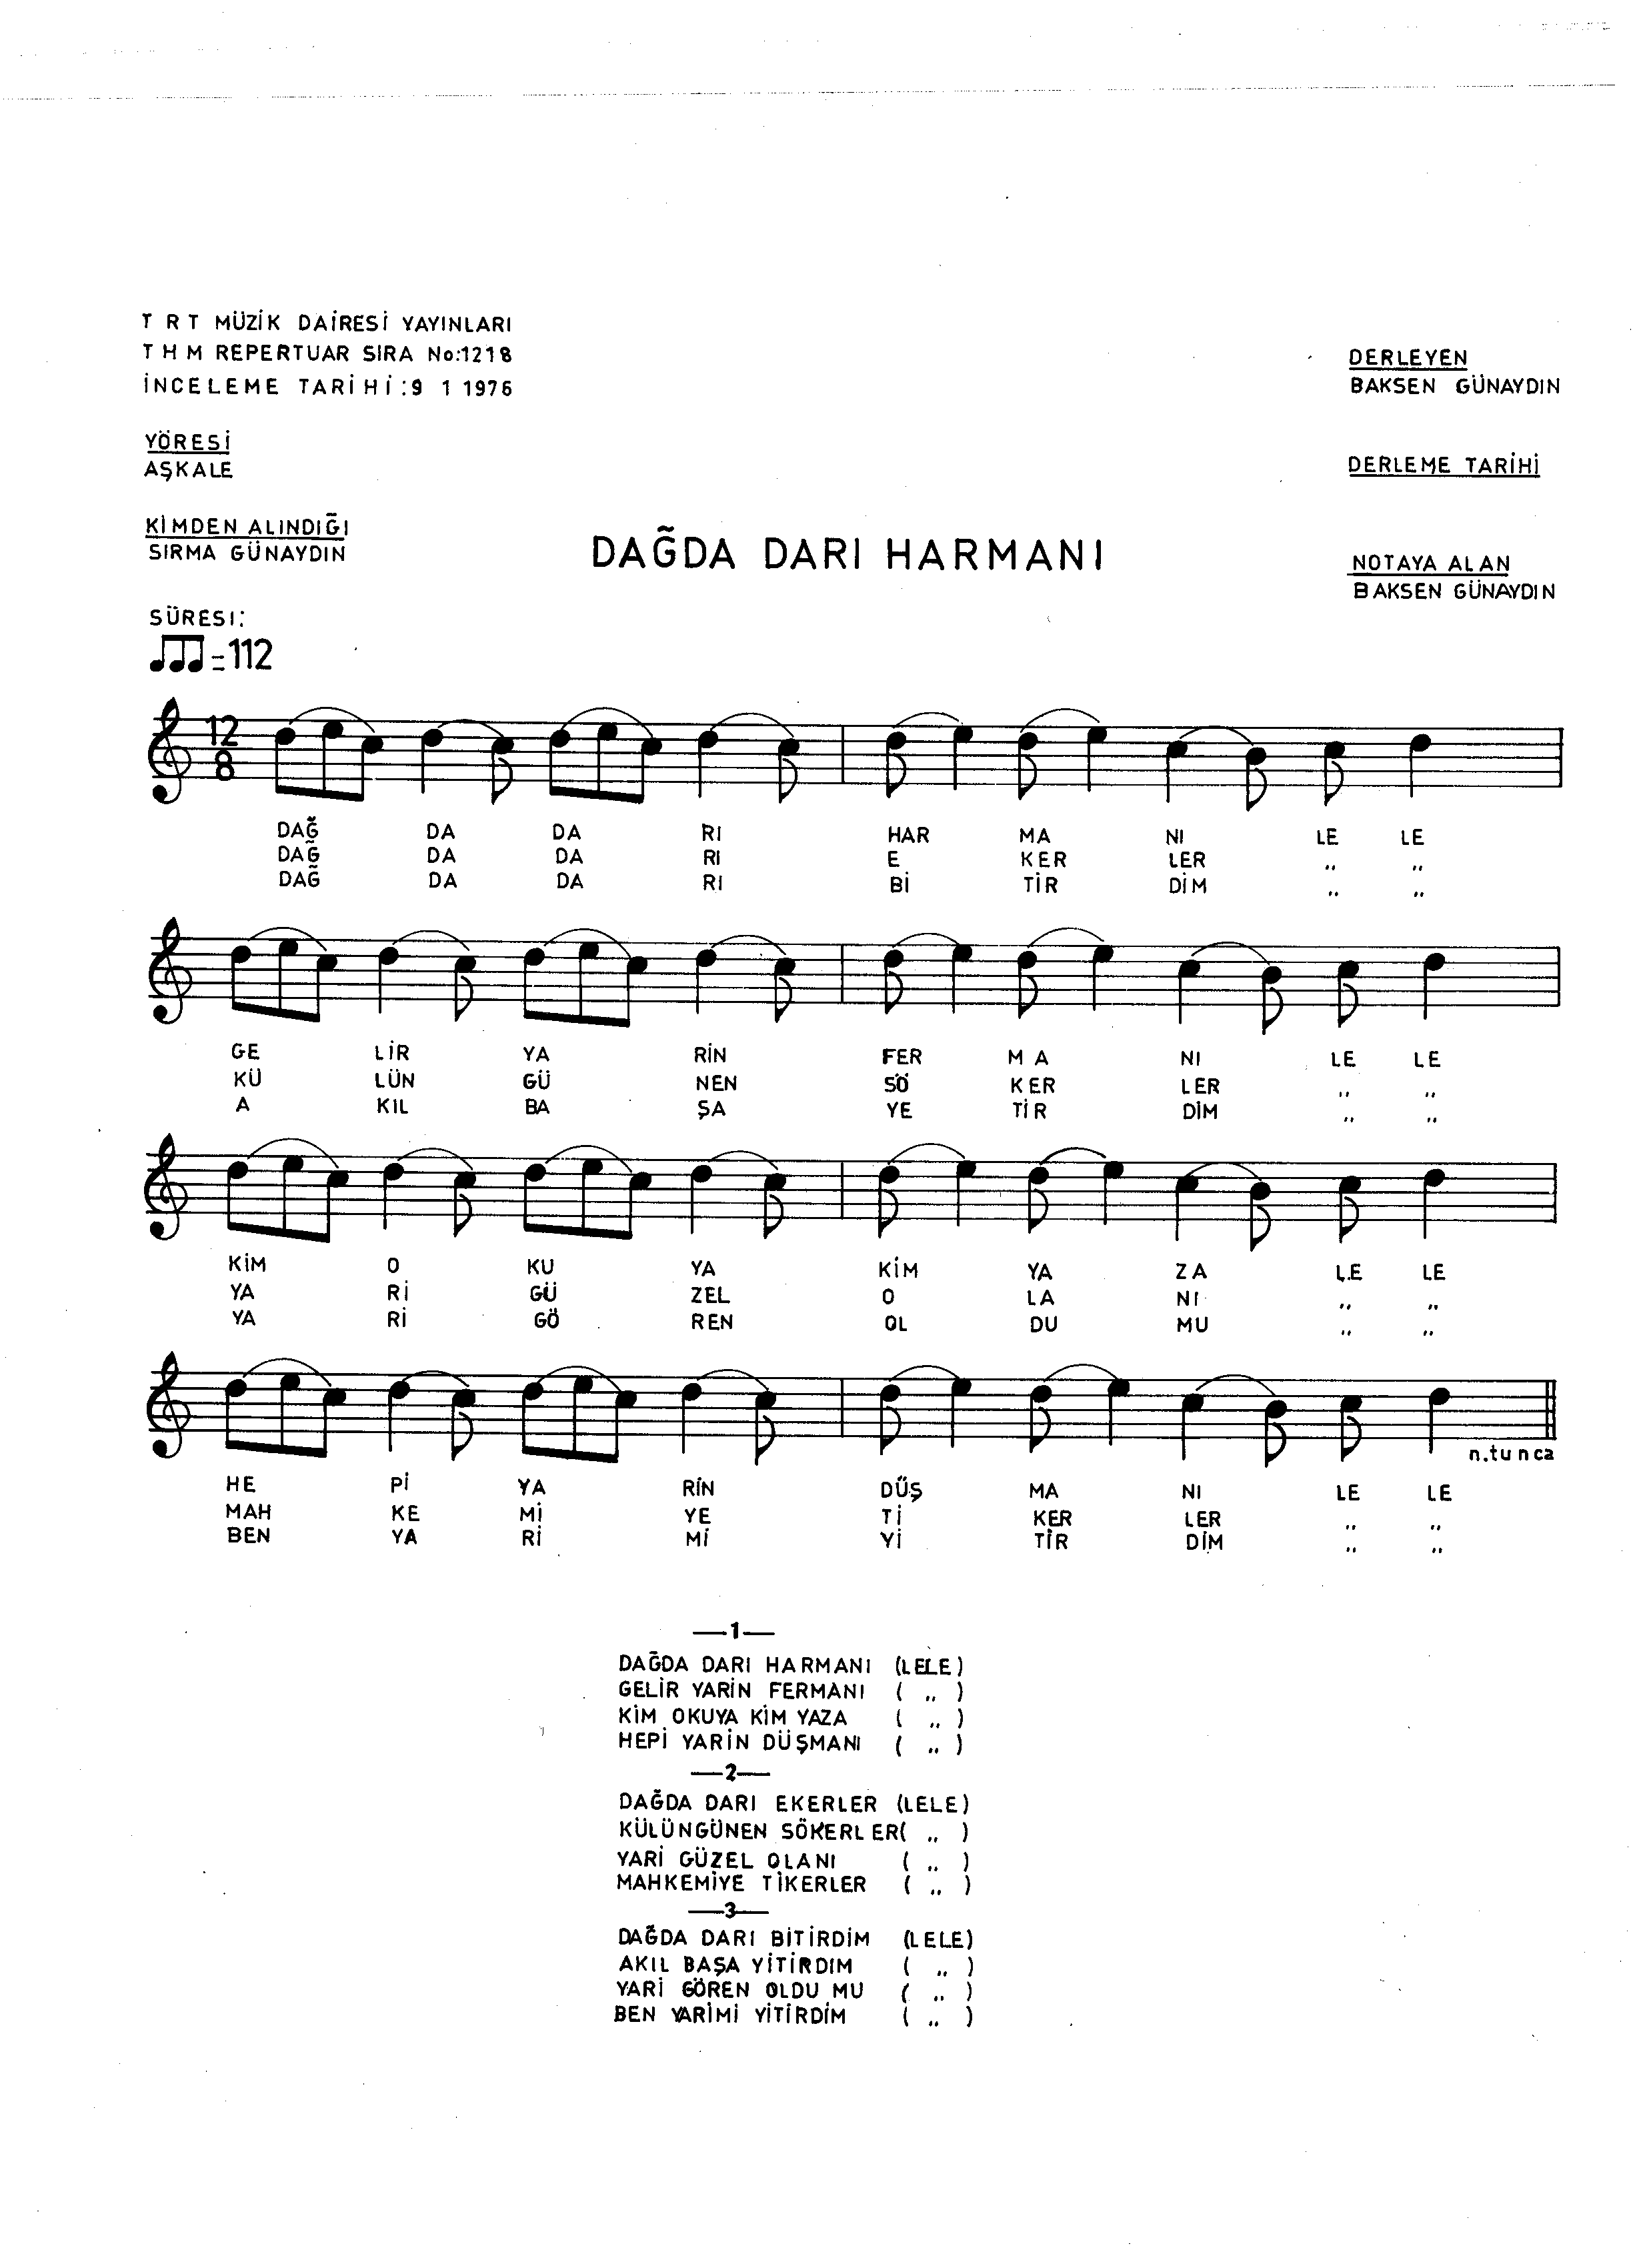 T R T MÜZİK DAİRESİ YAYINLARI
T H M REPERTUAR SIRA No:1218
İNCELEME TARİHİ:9 1 1976
DERLEYEN
BAKSEN GÜNAYDIN
YÖRESİ
AŞKALE
DERLEME TARİHİ
KİMDEN ALINDIĞI
SIRMA GÜNAYDIN
DAĞDA DARI HARMANI
NOTAYA ALAN
BAKSEN GÜNAYDIN
SÜRESI:
=112
12
8
DAĞ DA DA RI HAR MA NI LE LE
DAĞ DA DA RI E KER LER ,, ,,
DAĞ DA DA RI Bİ TİR DİM ,, ,,
GE LİR YA RİN FER MA NI LE LE
KÜ LÜN GÜ NEN SÖ KER LER ,, ,,
A KIL BA ŞA YE TİR DİM ,, ,,
KİM O KU YA KİM YA ZA LE LE
YA Rİ GÜ ZEL O LA NI ,, ,,
YA Rİ GÖ REN OL DU MU ,, ,,
n.tunca
HE Pİ YA RİN DÜŞ MA NI LE LE
MAH KE Mİ YE Tİ KER LER ,, ,,
BEN YA Rİ Mİ Yİ TİR DİM ,, ,,
—1—
DAĞDA DARI HARMANI (LELE)
GELİR YARİN FERMANI ( ,, )
KİM OKUYA KİM YAZA ( ,, )
HEPİ YARİN DÜŞMANI ( ,, )
—2—
DAĞDA DARI EKERLER (LELE)
KÜLÜNGÜNEN SÖKERLER( ,, )
YARİ GÜZEL OLANI ( ,, )
MAHKEMİYE TİKERLER ( ,, )
—3—
DAĞDA DARI BİTİRDİM (LELE)
AKIL BAŞA YİTİRDIM ( ,, )
YARİ GÖREN OLDU MU ( ,, )
BEN YARİMİ YİTİRDİM ( ,, )